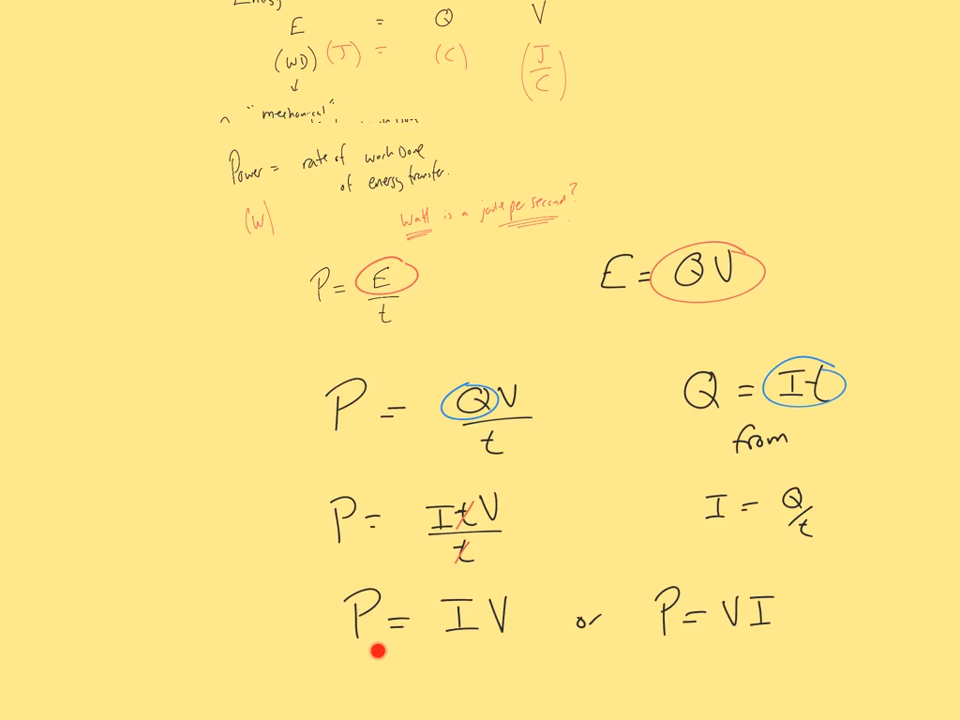 Energy
E = Q V
(WD) (J) = (C) (J/C)
↓
"mechanical"
Power = rate of work Done
of energy transfer.
(W) Watt is a joule per second?
P = E/t E = QV
P = QV/t Q = It
from
P = ItV/t I = Q/t
P = IV or P = VI